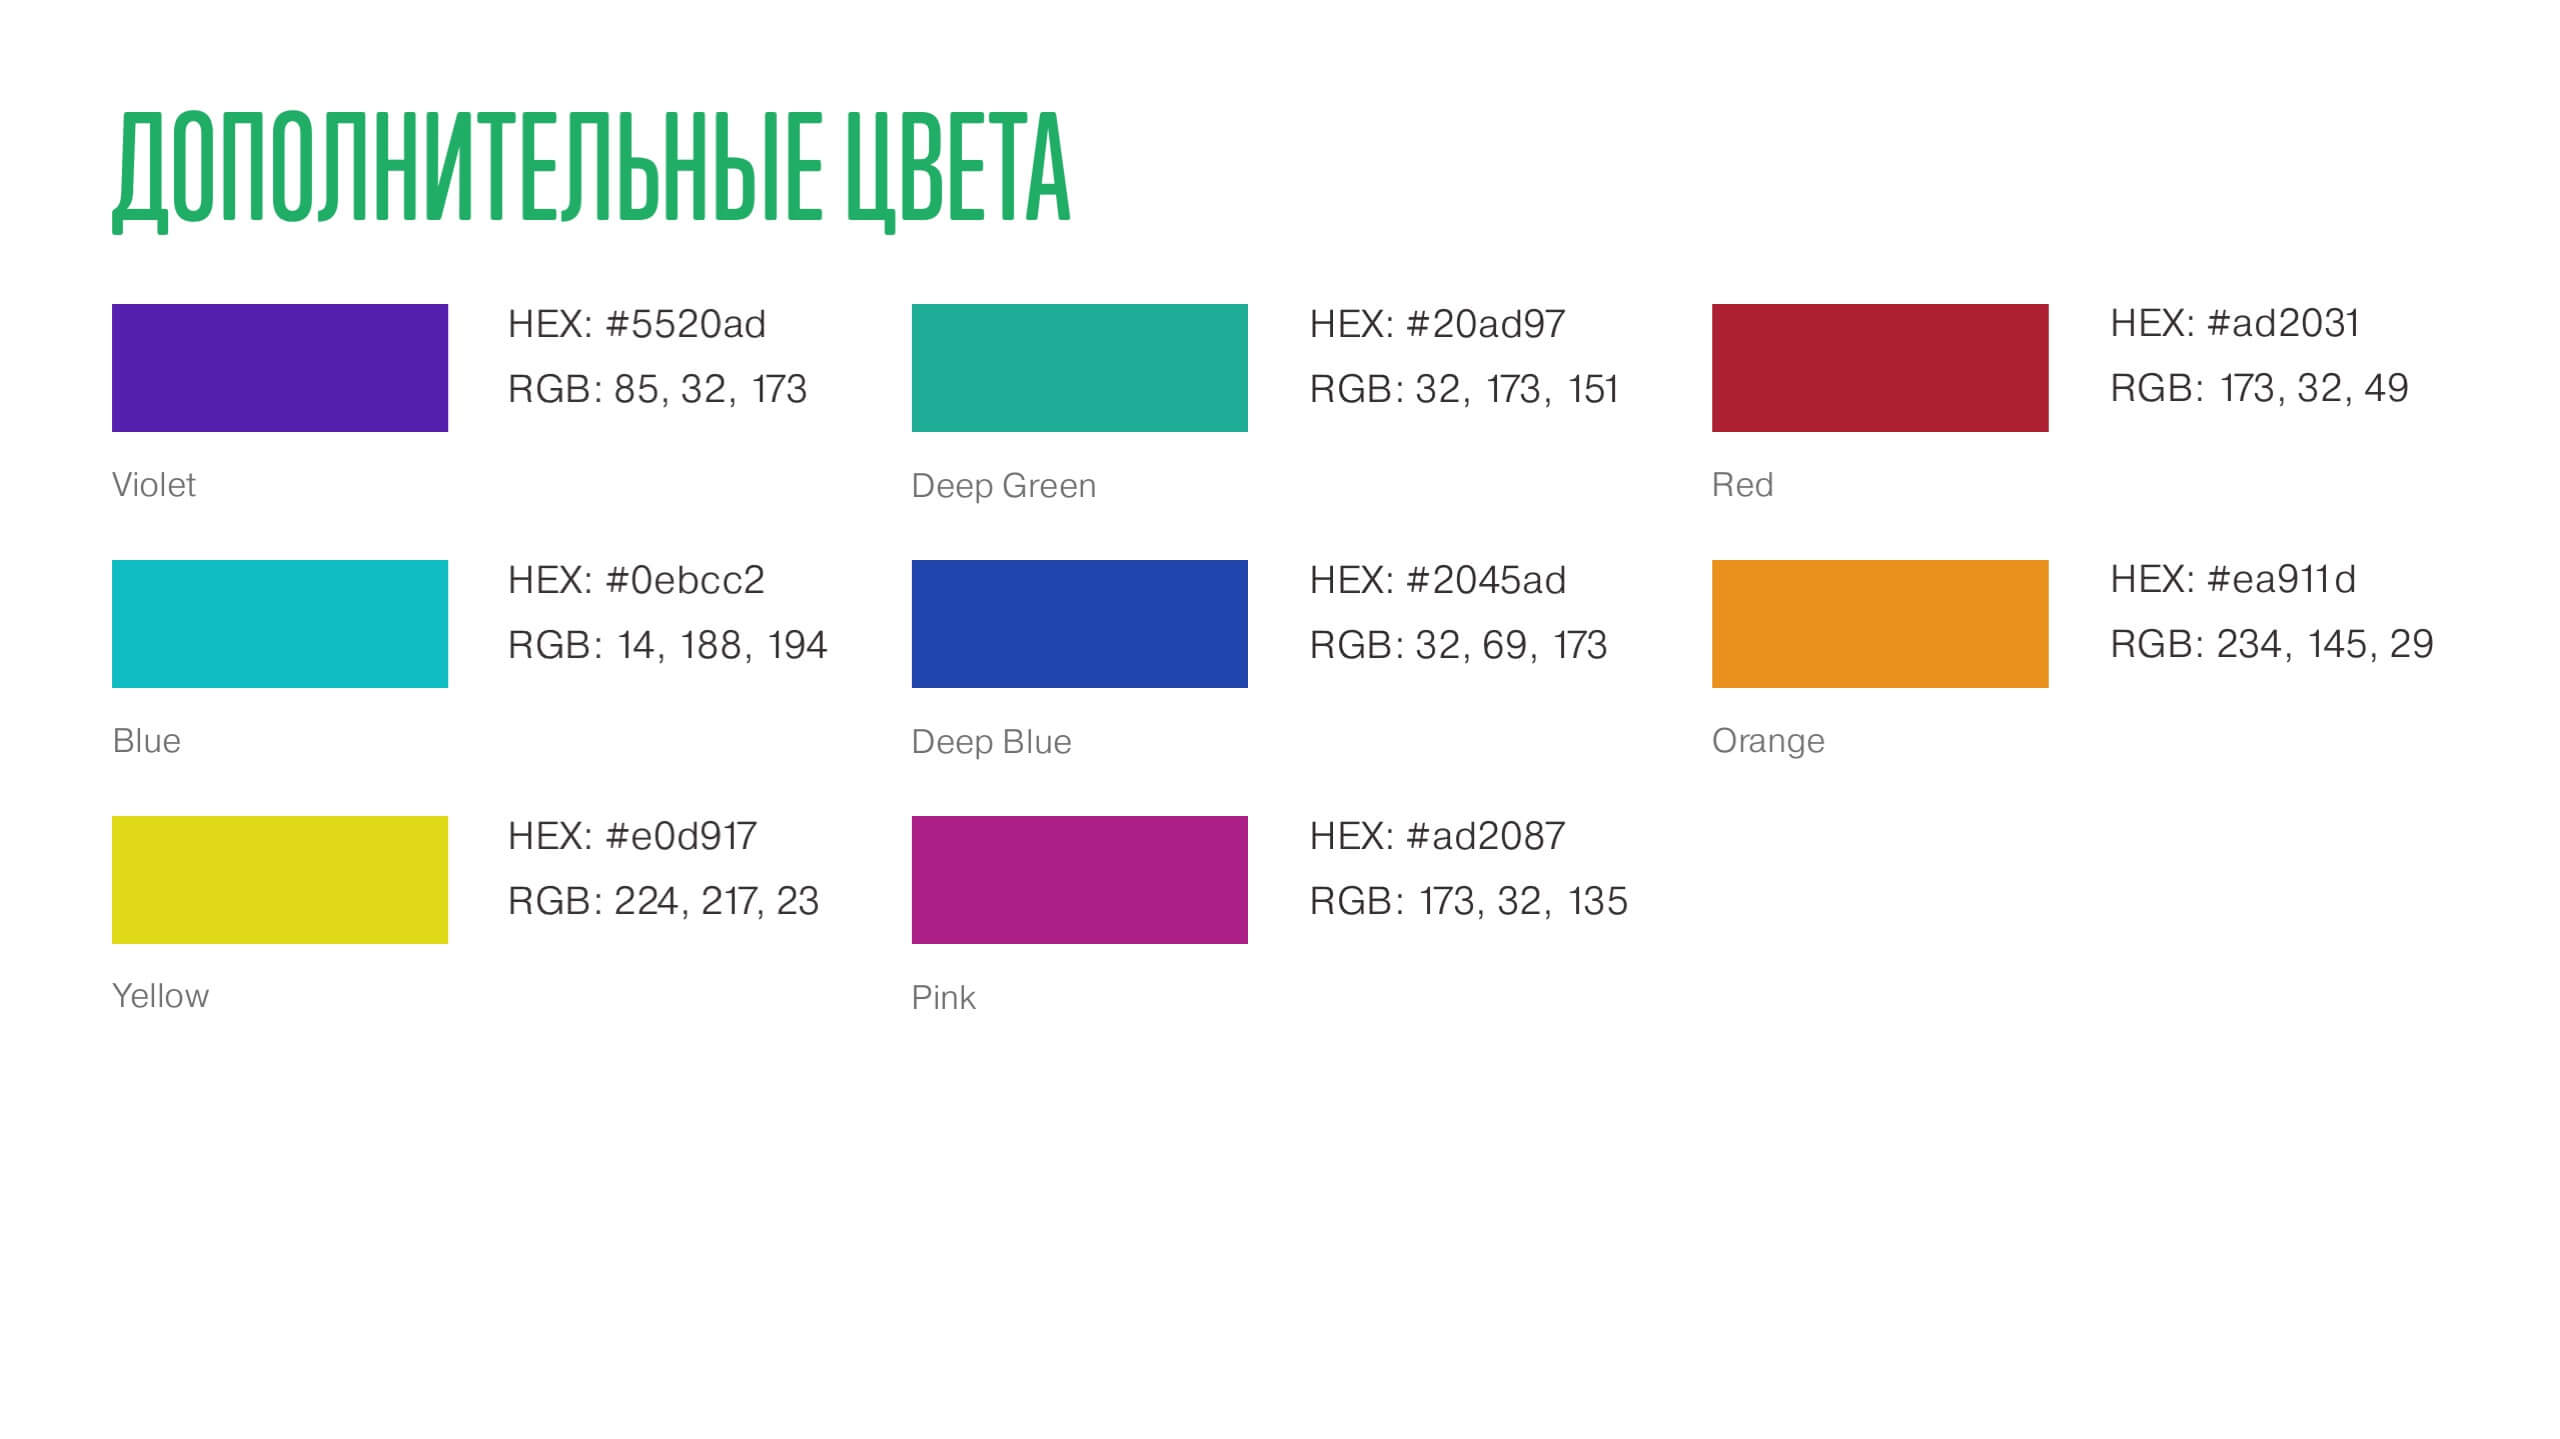 ДОПОЛНИТЕЛЬНЫЕ ЦВЕТА
HEX: #5520ad
RGB: 85, 32, 173
Violet
HEX: #20ad97
RGB: 32, 173, 151
Deep Green
HEX: #ad2031
RGB: 173, 32, 49
Red
HEX: #0ebcc2
RGB: 14, 188, 194
Blue
HEX: #2045ad
RGB: 32, 69, 173
Deep Blue
HEX: #ea911d
RGB: 234, 145, 29
Orange
HEX: #e0d917
RGB: 224, 217, 23
Yellow
HEX: #ad2087
RGB: 173, 32, 135
Pink